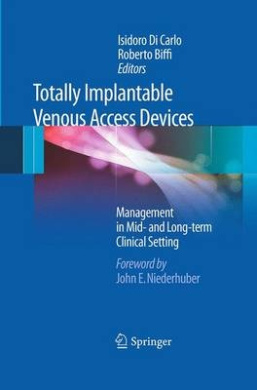 Isidoro Di Carlo
Roberto Biffi
Editors
Totally Implantable
Venous Access Devices
Management
in Mid- and Long-term
Clinical Setting
Foreword by
John E. Niederhuber
Springer